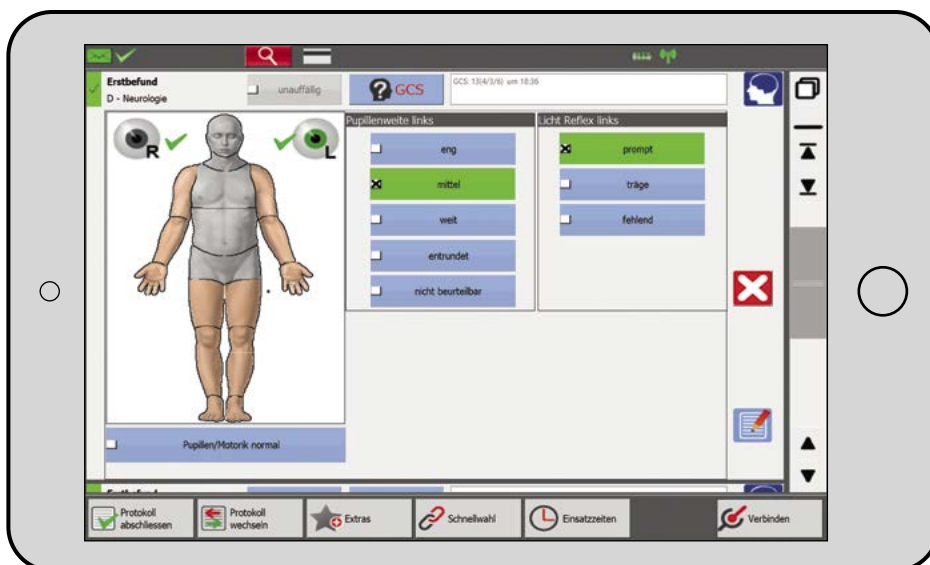 Erstbefund
D - Neurologie
unauffällig
GCS
GCS: 13(4/3/6) um 18:36
R
L
Pupillenweite links
eng
mittel
weit
entrundet
nicht beurteilbar
Licht Reflex links
prompt
träge
fehlend
Pupillen/Motorik normal
Protokoll
abschliessen
Protokoll
wechseln
Extras
Schnellwahl
Einsatzzeiten
Verbinden